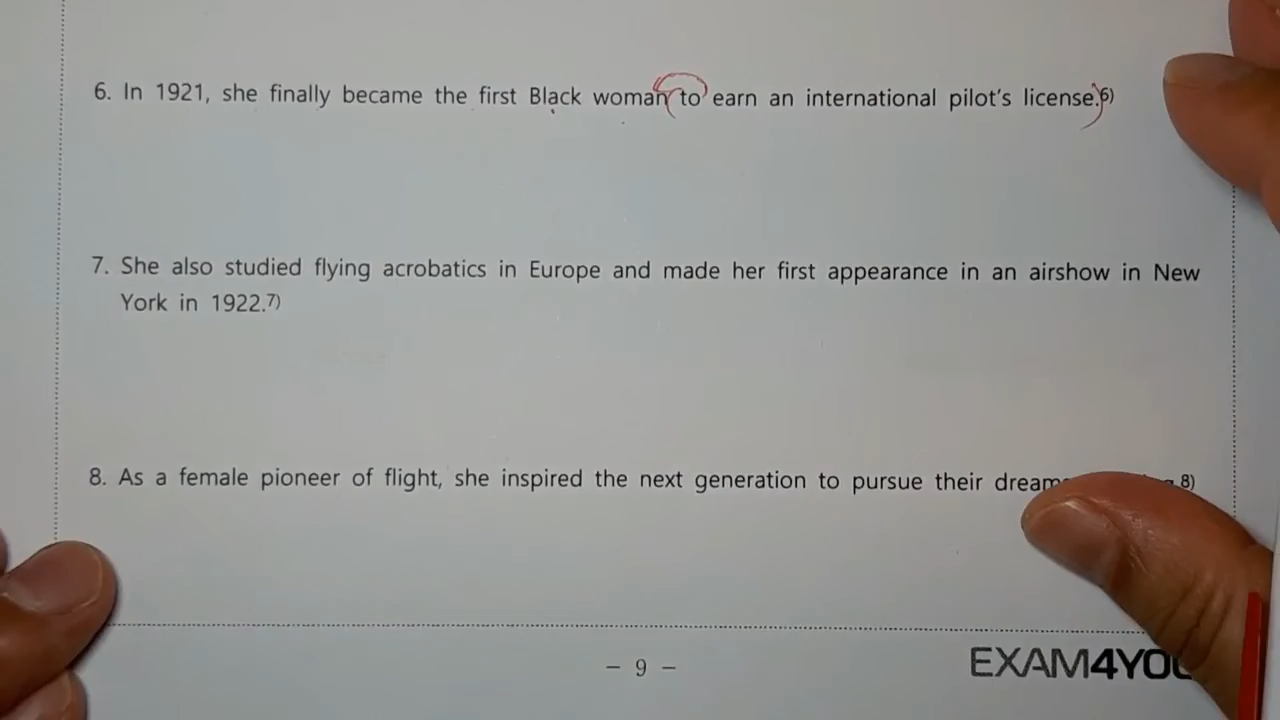 6. In 1921, she finally became the first Black woman to earn an international pilot's license.6)
7. She also studied flying acrobatics in Europe and made her first appearance in an airshow in New
York in 1922.7)
8. As a female pioneer of flight, she inspired the next generation to pursue their 8)
- 9 -